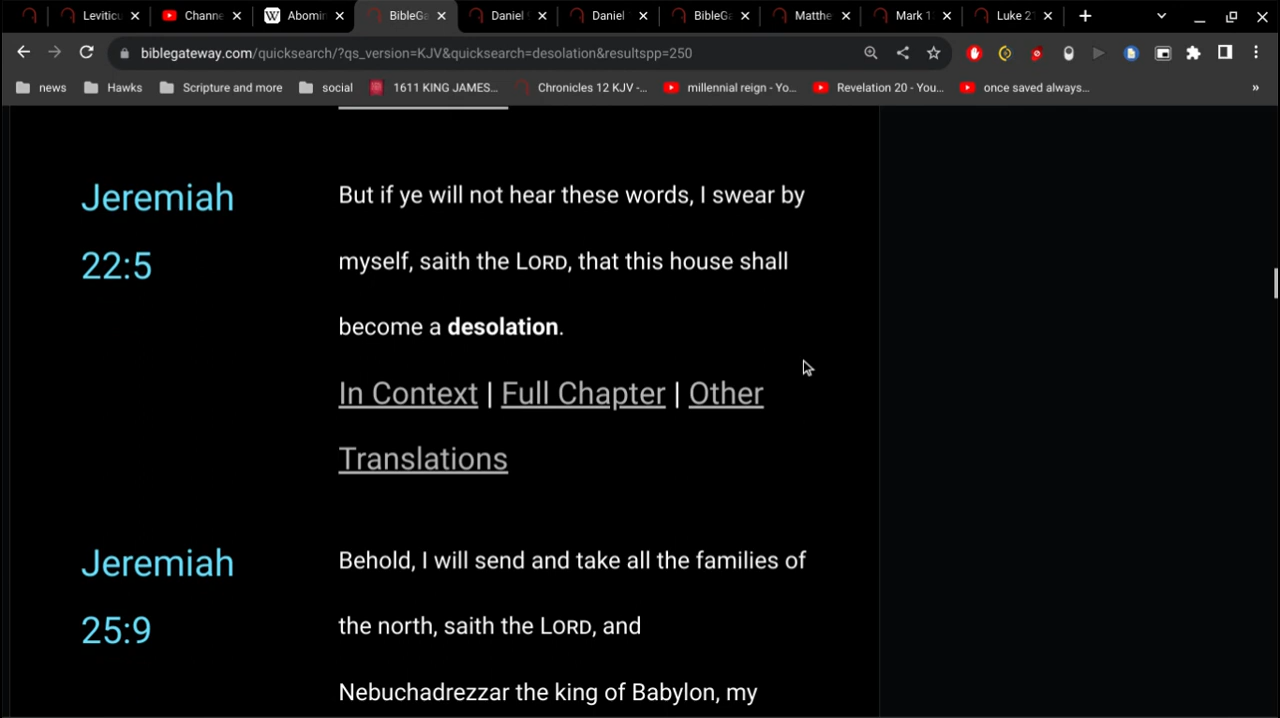 Levitic
Channe
W Abomin
BibleGa
Daniel
Daniel
BibleGa
Matthe
Mark 1
Luke 2
biblegateway.com/quicksearch/?qs_version=KJV&quicksearch=desolation&resultspp=250
news
Hawks
Scripture and more
social
1611 KING JAMES...
Chronicles 12 KJV -...
millennial reign - Yo...
Revelation 20 - You...
once saved always...
»
Jeremiah
22:5
But if ye will not hear these words, I swear by
myself, saith the LORD, that this house shall
become a desolation.
In Context | Full Chapter | Other
Translations
Jeremiah
25:9
Behold, I will send and take all the families of
the north, saith the LORD, and
Nebuchadrezzar the king of Babylon, my